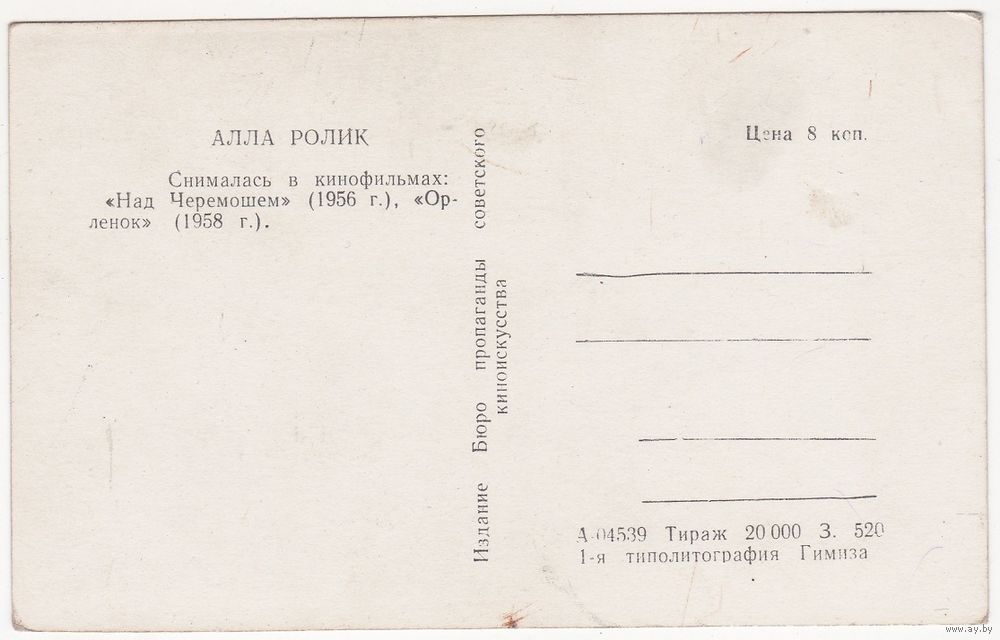 АЛЛА РОЛИК
Снималась в кинофильмах:
«Над Черемошем» (1956 г.), «Ор-
ленок» (1958 г.).
Издание Бюро пропаганды советского
киноискусства
Цена 8 коп.
А-04539 Тираж 20 000 З. 520
1-я типолитография Гимиза
www.ay.by